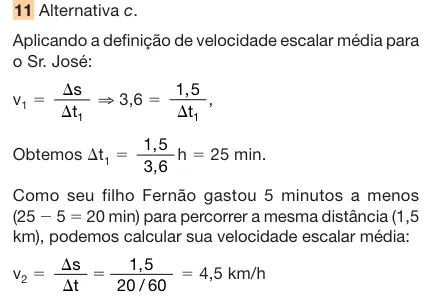 11 Alternativa c.
Aplicando a definição de velocidade escalar média para
o Sr. José:
v₁ = Δs / Δt₁ ⇒ 3,6 = 1,5 / Δt₁,
Obtemos Δt₁ = 1,5 / 3,6 h = 25 min.
Como seu filho Fernão gastou 5 minutos a menos
(25 − 5 = 20 min) para percorrer a mesma distância (1,5
km), podemos calcular sua velocidade escalar média:
v₂ = Δs / Δt = 1,5 / 20/60 = 4,5 km/h